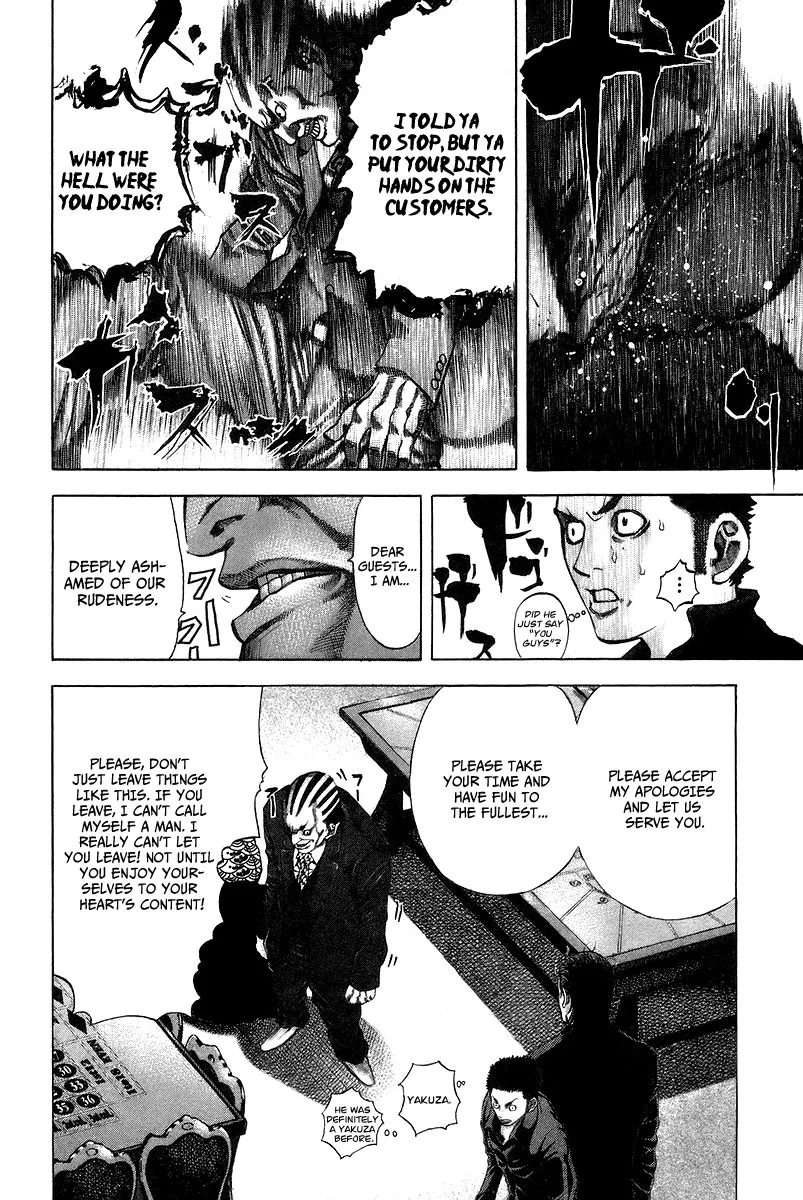 I TOLD YA
TO STOP, BUT YA
PUT YOUR DIRTY
HANDS ON THE
CUSTOMERS.
WHAT THE
HELL WERE
YOU DOING?
...
DID HE
JUST SAY
"YOU
GUYS"?
DEAR
GUESTS...
I AM...
DEEPLY ASH-
AMED OF OUR
RUDENESS.
PLEASE ACCEPT
MY APOLOGIES
AND LET US
SERVE YOU.
PLEASE TAKE
YOUR TIME AND
HAVE FUN TO
THE FULLEST...
PLEASE, DON'T
JUST LEAVE THINGS
LIKE THIS. IF YOU
LEAVE, I CAN'T CALL
MYSELF A MAN. I
REALLY CAN'T LET
YOU LEAVE! NOT UNTIL
YOU ENJOY YOUR-
SELVES TO YOUR
HEART'S CONTENT!
YAKUZA.
HE WAS
DEFINITELY
A YAKUZA
BEFORE.